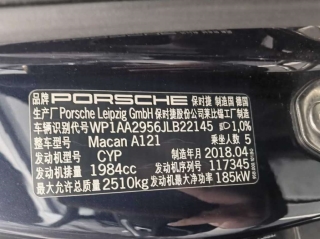 品牌 PORSCHE 保时捷 制造国 德国
生产厂 Porsche Leipzig GmbH 保时捷股份公司莱比锡工厂制造
车辆识别代号 WP1AA2956JLB22145 1,0%
整车型号 Macan A121 乘坐人数 5
发动机型号 CYP 制造年月 2018.04
发动机排量 1984cc 发动机序列号 117345
最大允许总质量 2510kg 发动机最大净功率 185kW